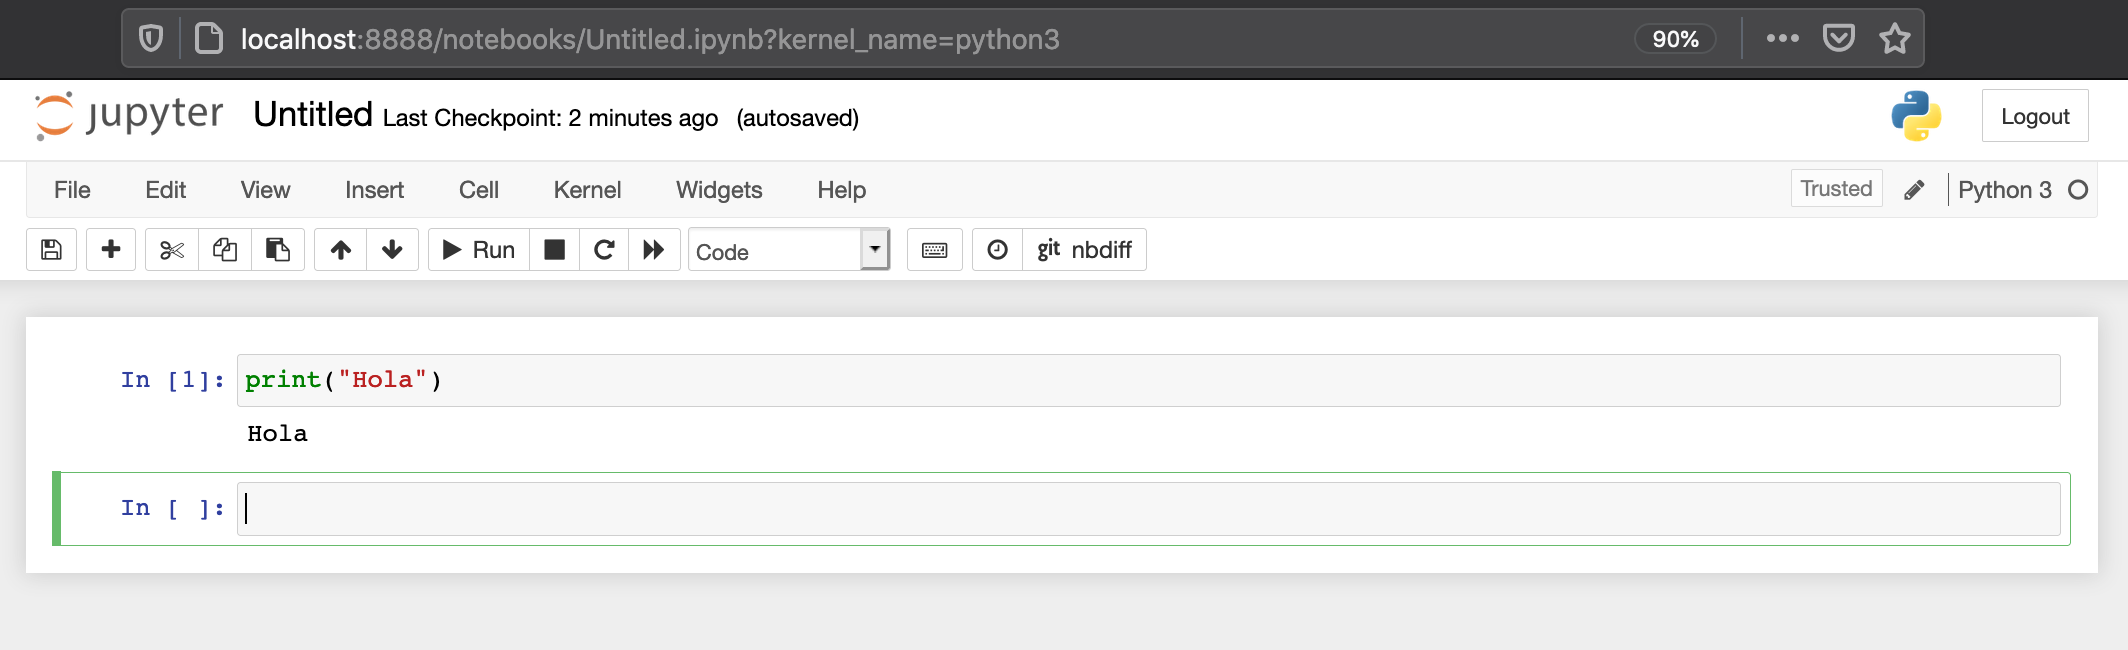 localhost:8888/notebooks/Untitled.ipynb?kernel_name=python3 90%
jupyter Untitled Last Checkpoint: 2 minutes ago (autosaved) Logout
File Edit View Insert Cell Kernel Widgets Help Trusted Python 3
Run Code git nbdiff
In [1]: print("Hola")
Hola
In [ ]: